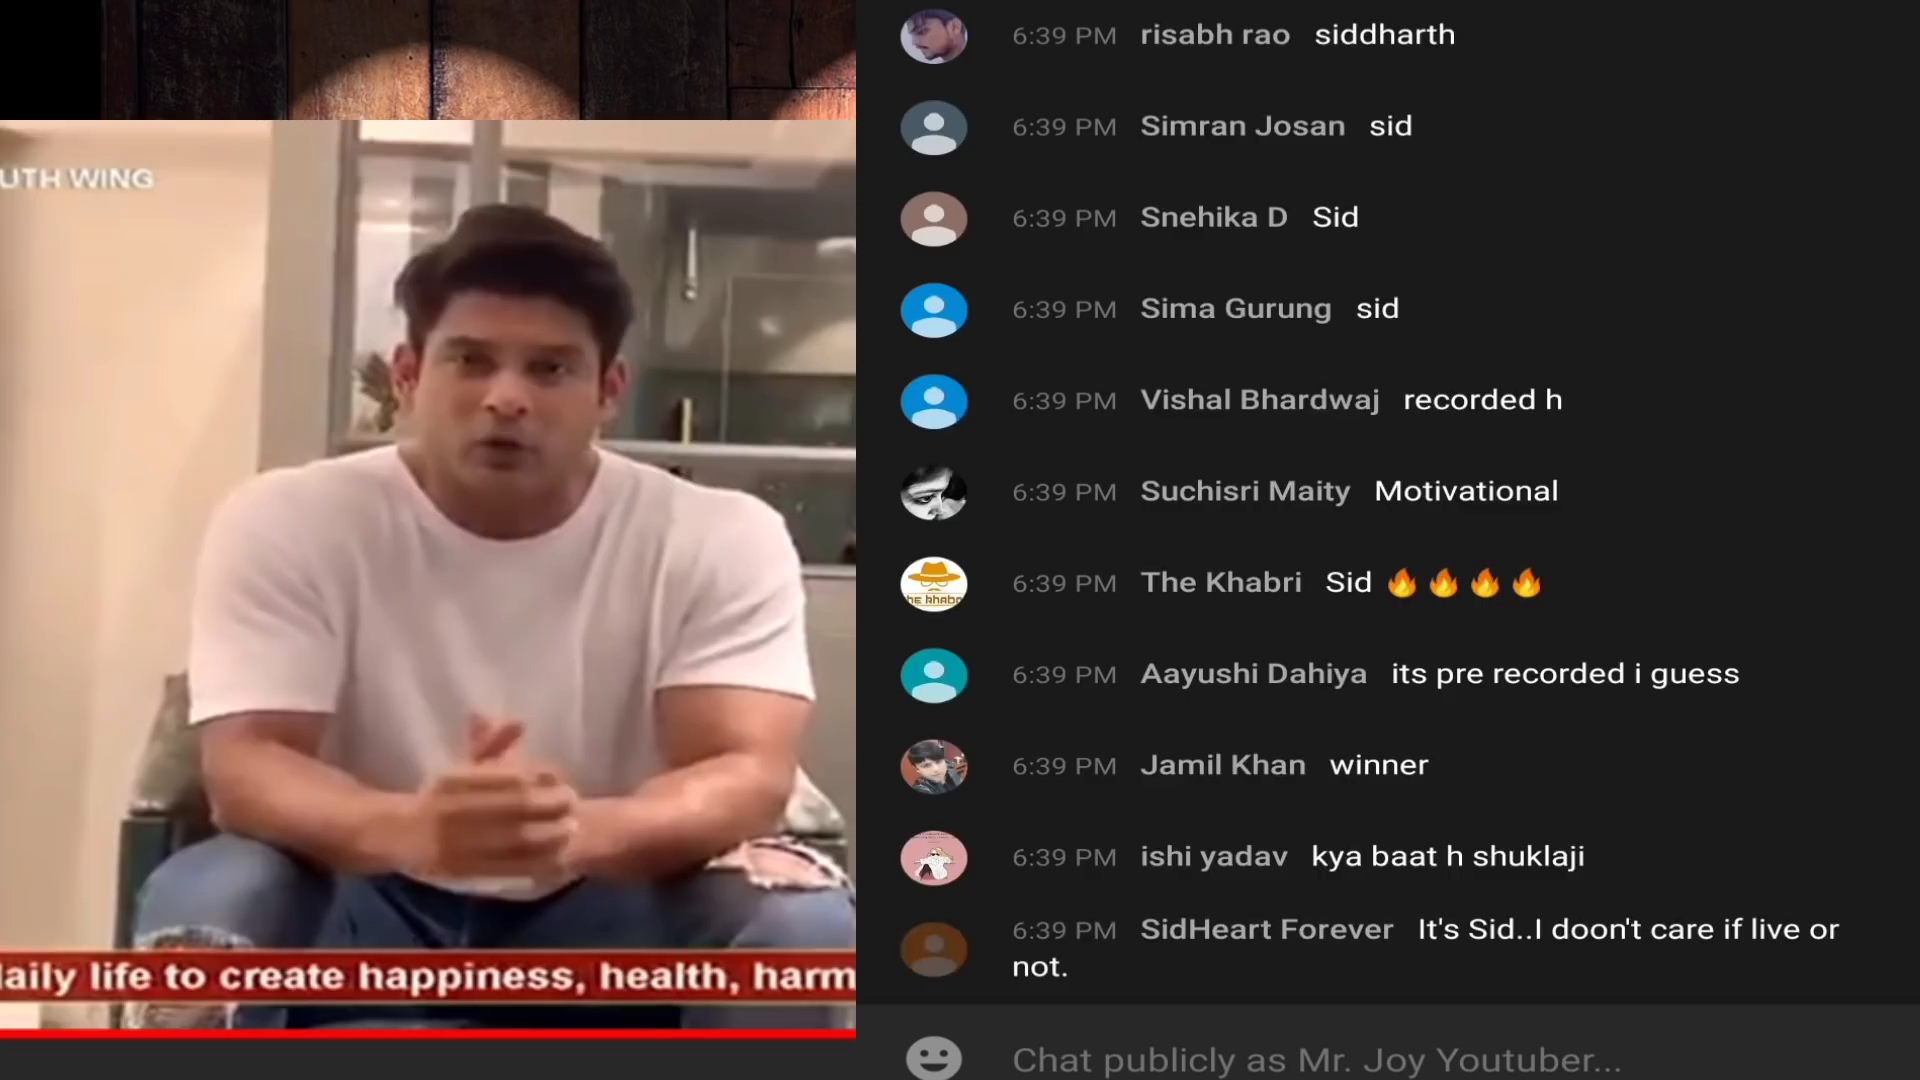 UTH WING
daily life to create happiness, health, harm
6:39 PM risabh rao siddharth
6:39 PM Simran Josan sid
6:39 PM Snehika D Sid
6:39 PM Sima Gurung sid
6:39 PM Vishal Bhardwaj recorded h
6:39 PM Suchisri Maity Motivational
6:39 PM The Khabri Sid 🔥🔥🔥🔥
6:39 PM Aayushi Dahiya its pre recorded i guess
6:39 PM Jamil Khan winner
6:39 PM ishi yadav kya baat h shuklaji
6:39 PM SidHeart Forever It's Sid..I doon't care if live or
not.
Chat publicly as Mr. Joy Youtuber...